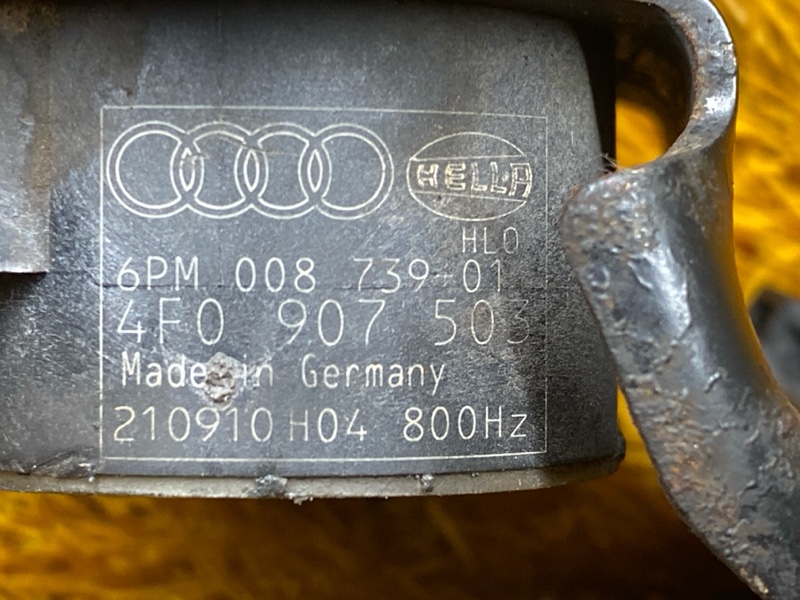 HELLA
HLO
6PM 008 739-01
4F0 907 503
Made in Germany
210910 H04 800Hz